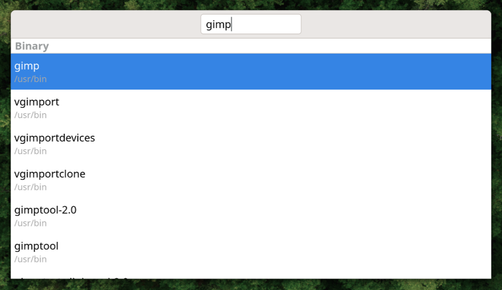 gimp
Binary
gimp
/usr/bin
vgimport
/usr/bin
vgimportdevices
/usr/bin
vgimportclone
/usr/bin
gimptool-2.0
/usr/bin
gimptool
/usr/bin